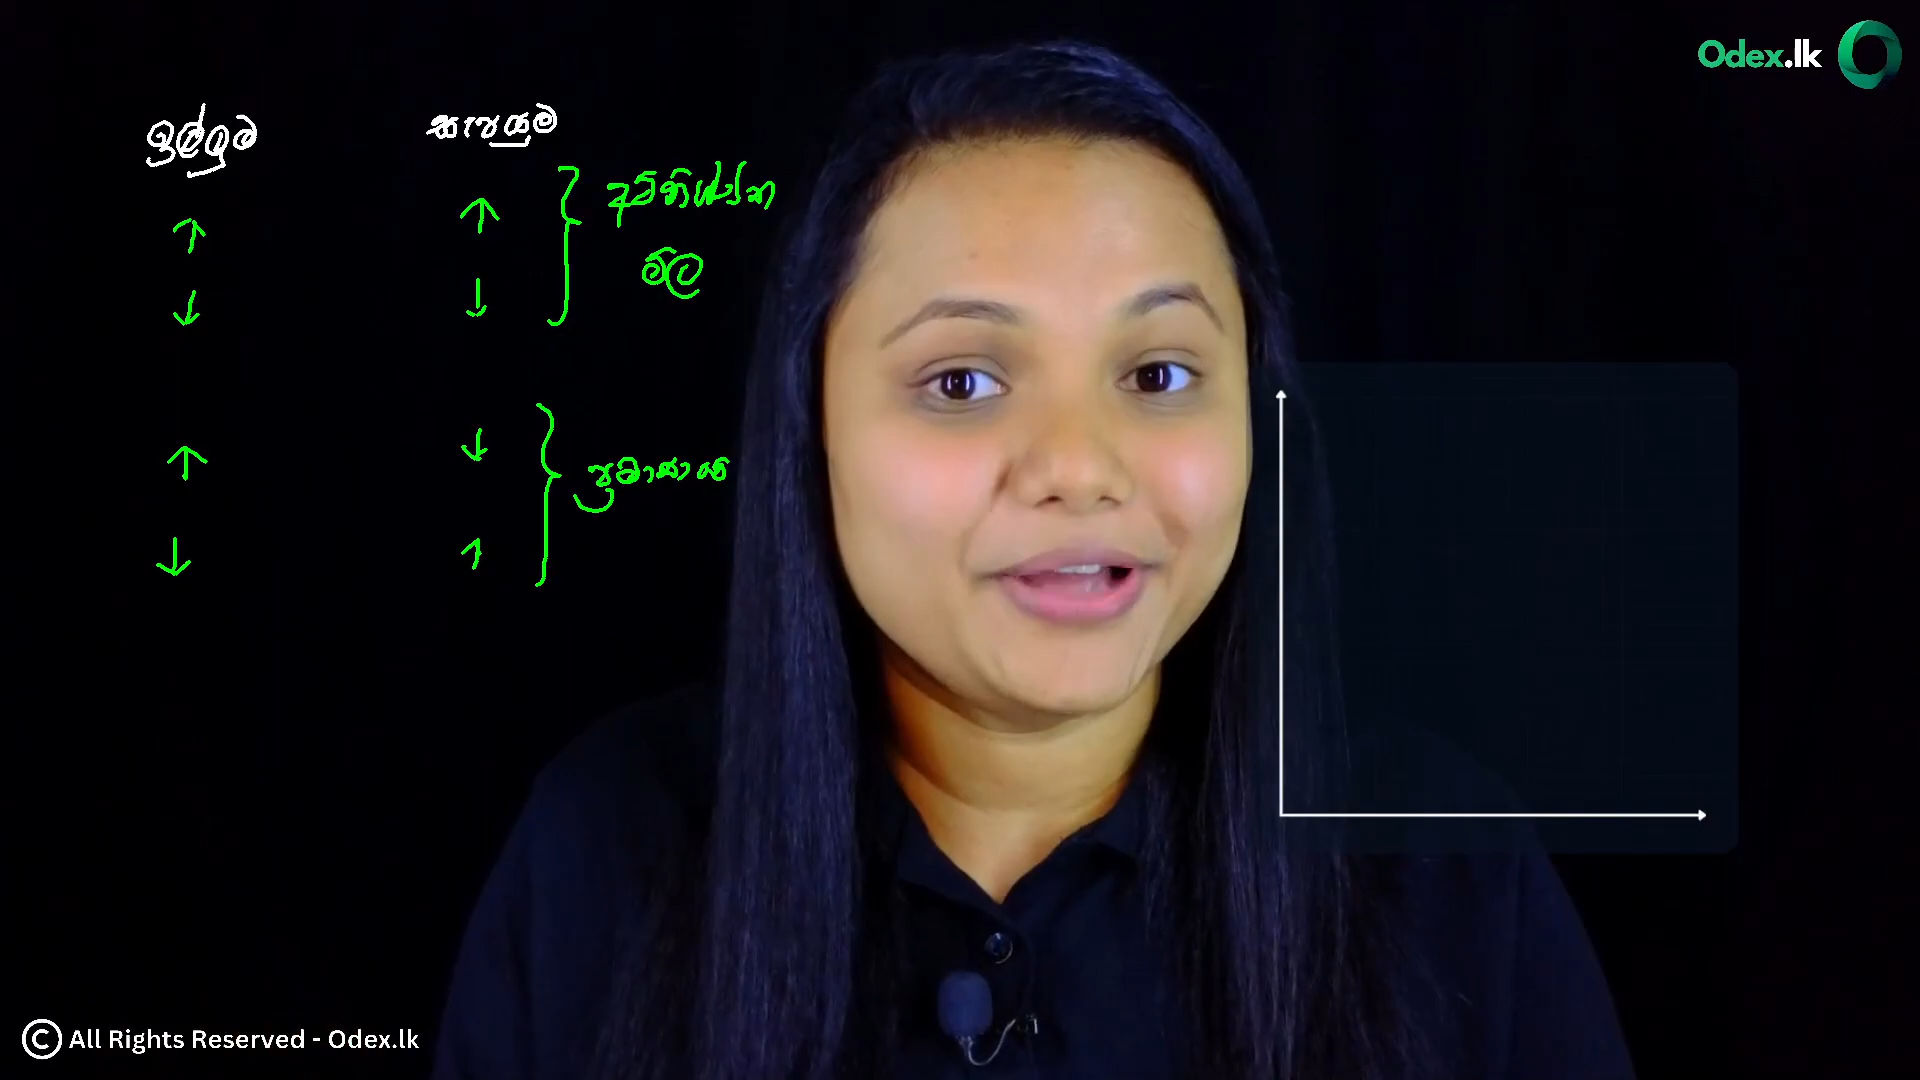 Odex.lk
ඉල්ලුම
සැපයුම
↑ ↑
↓ ↓
අවිනිශ්චිත
මිල
↑ ↓
↓ ↑
ප්‍රමාණය
© All Rights Reserved - Odex.lk